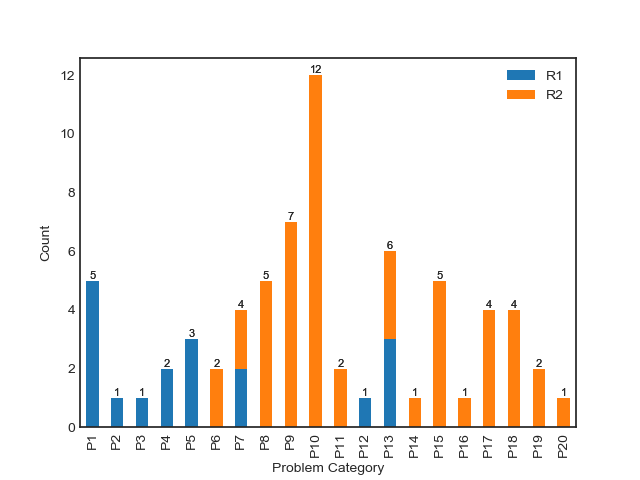 12
R1
R2
12
10
8
6
4
2
0
Count
5
1
1
2
3
2
4
5
7
2
1
6
1
5
1
4
4
2
1
P1
P2
P3
P4
P5
P6
P7
P8
P9
P10
P11
P12
P13
P14
P15
P16
P17
P18
P19
P20
Problem Category